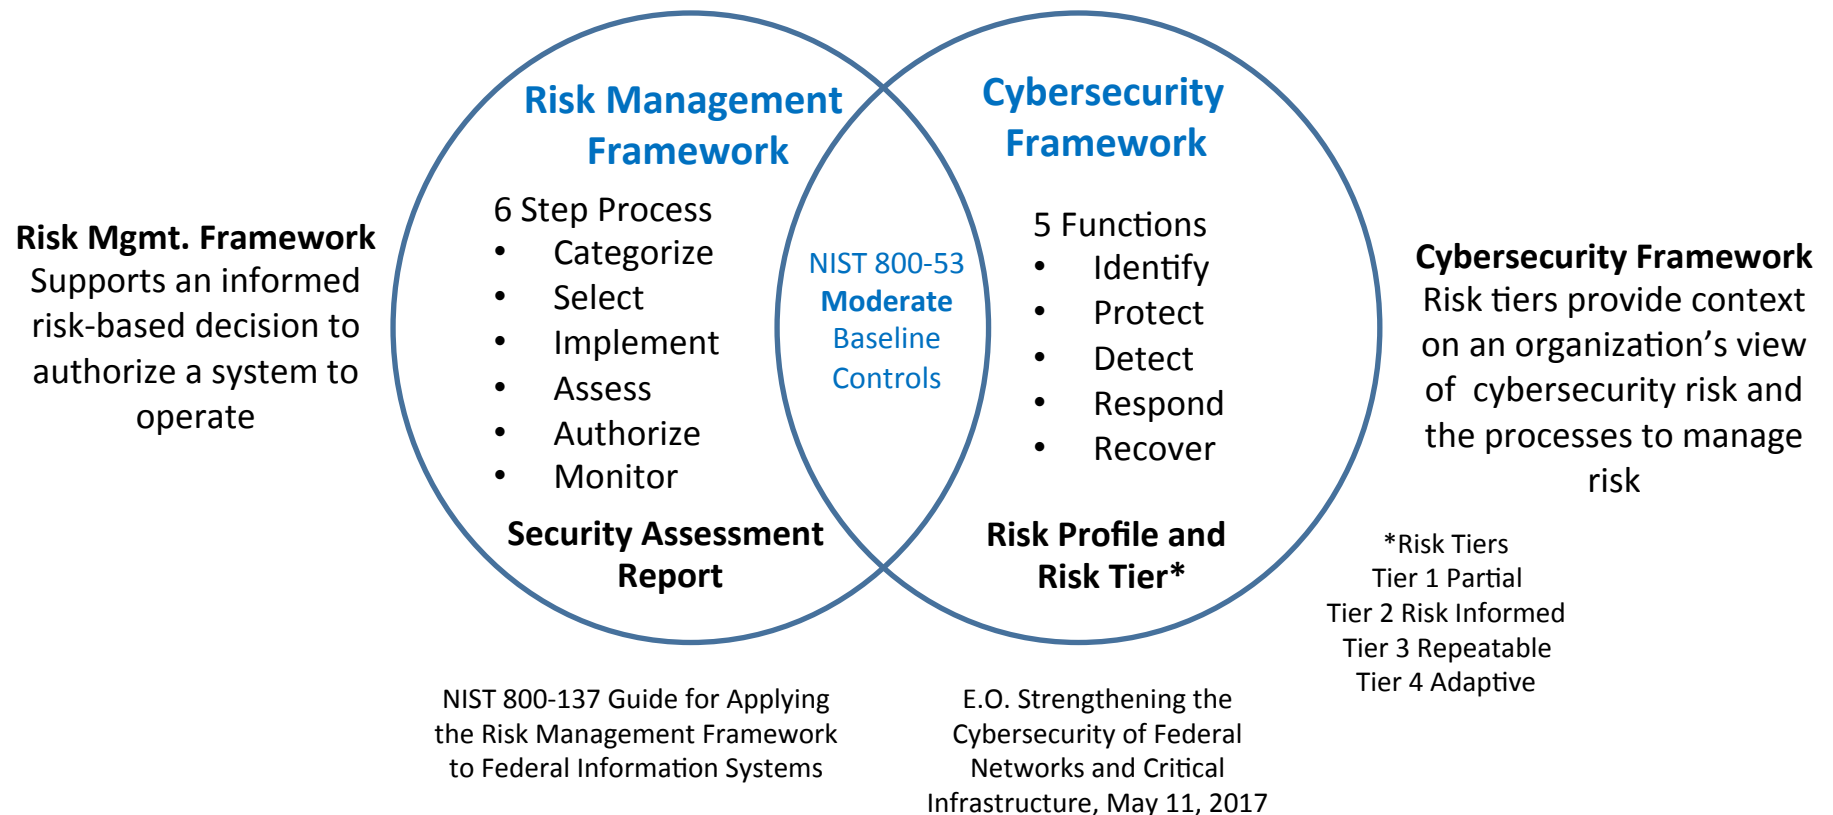 Risk Mgmt. Framework
Supports an informed
risk-based decision to
authorize a system to
operate
Risk Management
Framework
6 Step Process
• Categorize
• Select
• Implement
• Assess
• Authorize
• Monitor
Security Assessment
Report
NIST 800-53
Moderate
Baseline
Controls
Cybersecurity
Framework
5 Functions
• Identify
• Protect
• Detect
• Respond
• Recover
Risk Profile and
Risk Tier*
Cybersecurity Framework
Risk tiers provide context
on an organization’s view
of cybersecurity risk and
the processes to manage
risk
*Risk Tiers
Tier 1 Partial
Tier 2 Risk Informed
Tier 3 Repeatable
Tier 4 Adaptive
NIST 800-137 Guide for Applying
the Risk Management Framework
to Federal Information Systems
E.O. Strengthening the
Cybersecurity of Federal
Networks and Critical
Infrastructure, May 11, 2017